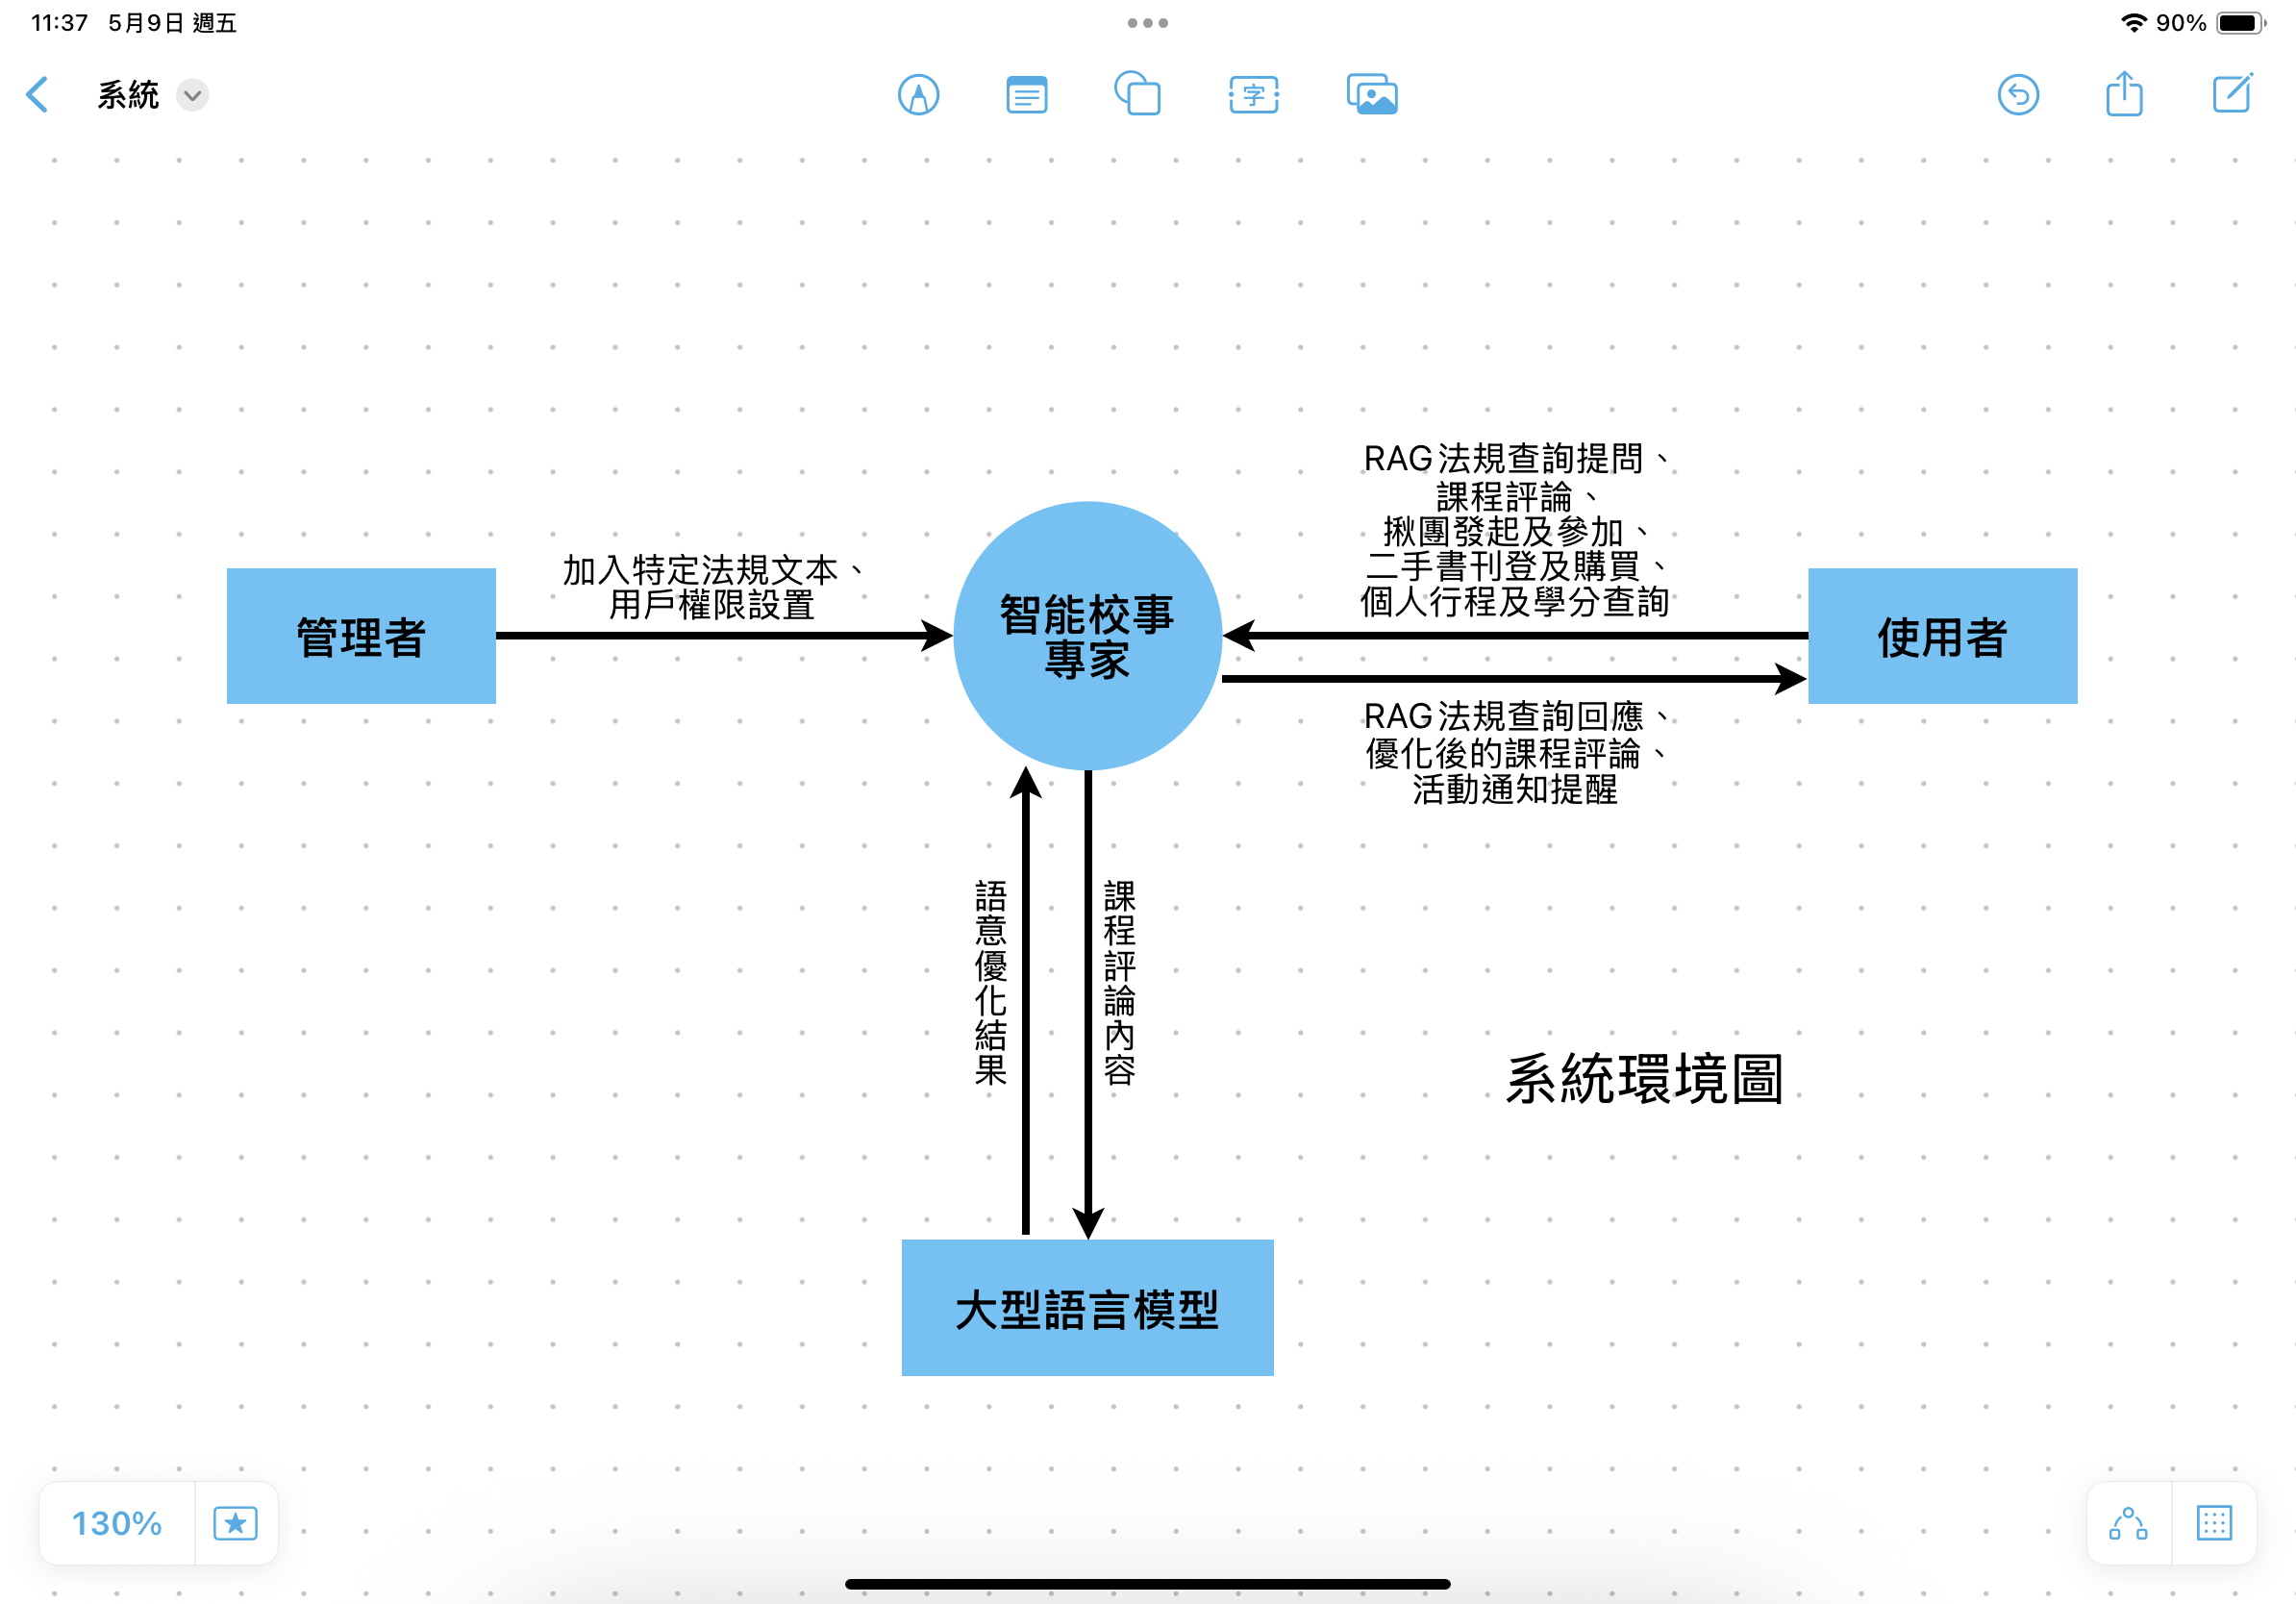 11:37 5月9日 週五
90%
系統
字
RAG法規查詢提問、
課程評論、
揪團發起及參加、
二手書刊登及購買、
個人行程及學分查詢
加入特定法規文本、
用戶權限設置
管理者
智能校事
專家
使用者
RAG法規查詢回應、
優化後的課程評論、
活動通知提醒
語意優化結果
課程評論內容
系統環境圖
大型語言模型
130%